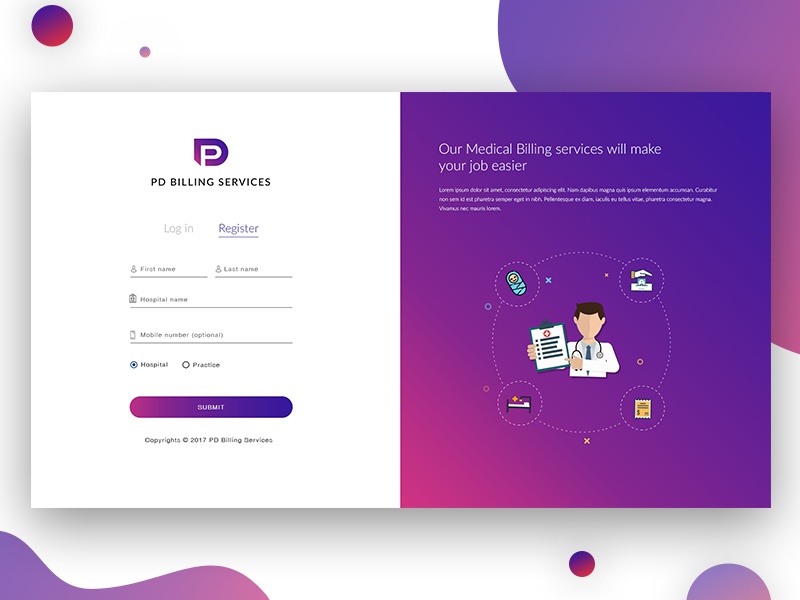 PD BILLING SERVICES
Log in Register
First name Last name
Hospital name
Mobile number (optional)
Hospital Practice
SUBMIT
Copyrights © 2017 PD Billing Services
Our Medical Billing services will make
your job easier
Lorem ipsum dolor sit amet, consectetur adipiscing elit. Nam dapibus magna quis ipsum elementum accumsan. Curabitur
non sem id est pharetra semper eget in nibh. Pellentesque ex diam, iaculis eu tellus vitae, pharetra consectetur magna.
Vivamus nec mauris lorem.